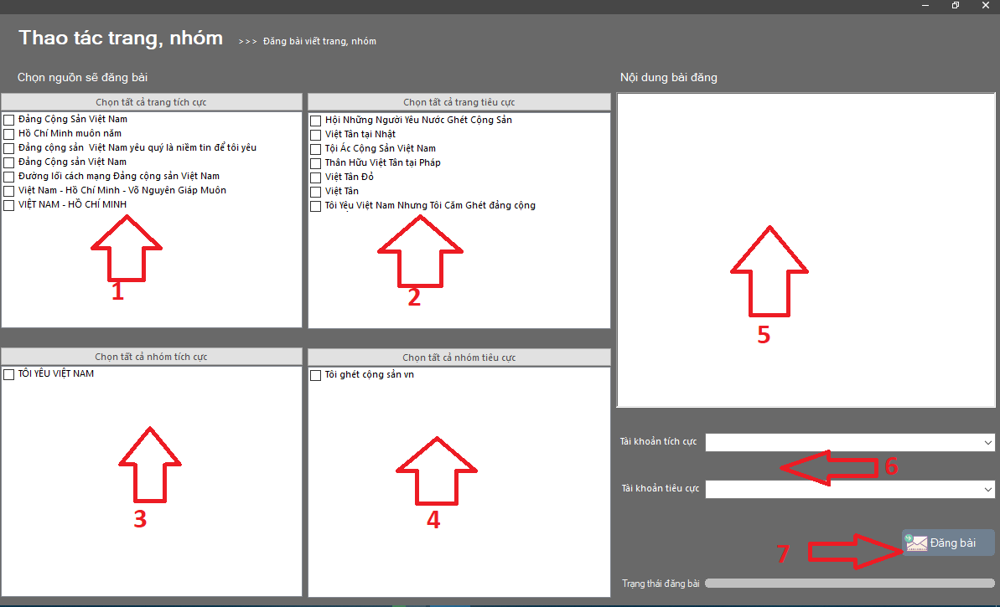 Thao tác trang, nhóm >>> Đăng bài viết trang, nhóm
Chọn nguồn sẽ đăng bài
Chọn tất cả trang tích cực
Đảng Cộng Sản Việt Nam
Hồ Chí Minh muôn năm
Đảng cộng sản Việt Nam yêu quý là niềm tin để tôi yêu
Đảng Cộng sản Việt Nam
Đường lối cách mạng Đảng cộng sản Việt Nam
Việt Nam - Hồ Chí Minh - Võ Nguyên Giáp Muôn
VIỆT NAM - HỒ CHÍ MINH
1
Chọn tất cả trang tiêu cực
Hội Những Người Yêu Nước Ghét Cộng Sản
Việt Tân tại Nhật
Tội Ác Cộng Sản Việt Nam
Thân Hữu Việt Tân tại Pháp
Việt Tân Đỏ
Việt Tân
Tôi Yêu Việt Nam Nhưng Tôi Căm Ghét đảng cộng
2
Chọn tất cả nhóm tích cực
TÔI YÊU VIỆT NAM
3
Chọn tất cả nhóm tiêu cực
Tôi ghét cộng sản vn
4
Nội dung bài đăng
5
Tài khoản tích cực
6
Tài khoản tiêu cực
7
Đăng bài
Trạng thái đăng bài